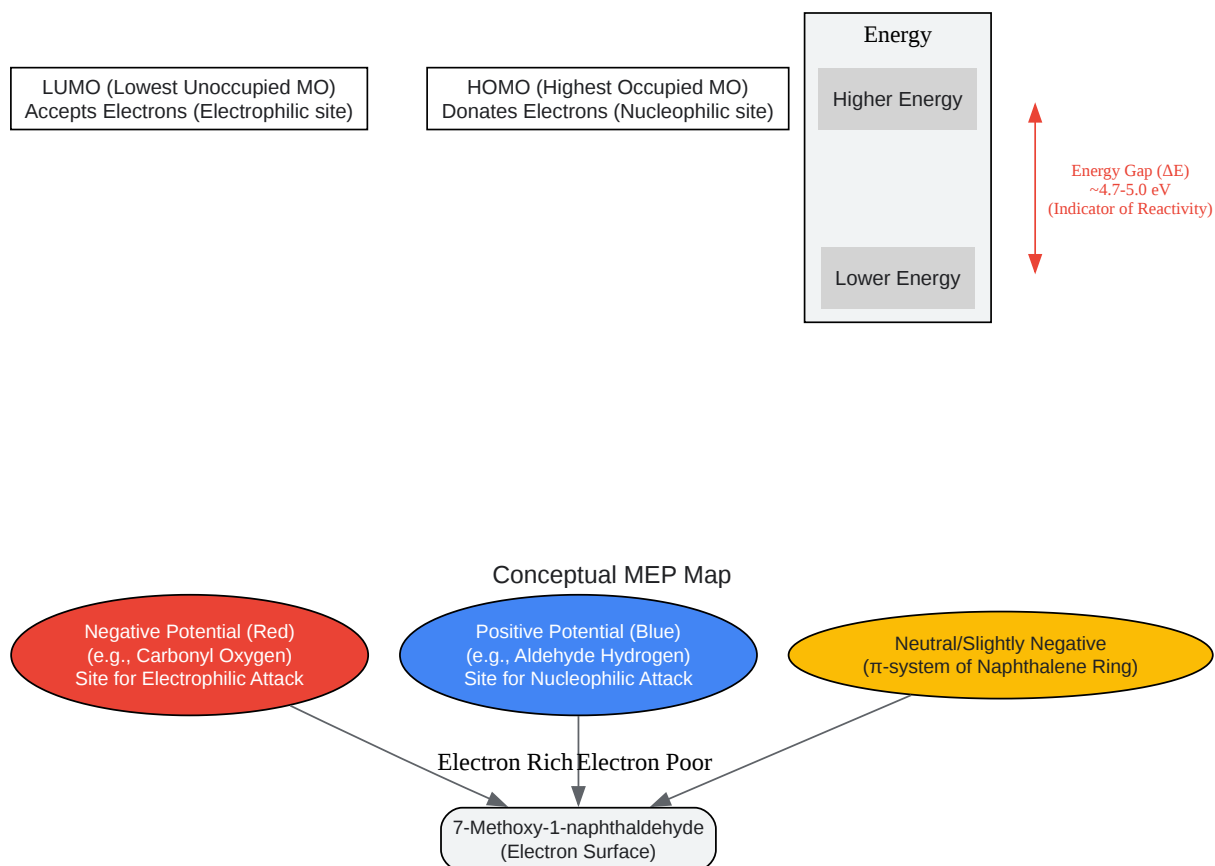 Energy
LUMO (Lowest Unoccupied MO)
Accepts Electrons (Electrophilic site)
HOMO (Highest Occupied MO)
Donates Electrons (Nucleophilic site)
Higher Energy
Energy Gap (ΔE)
~4.7-5.0 eV
(Indicator of Reactivity)
Lower Energy
Conceptual MEP Map
Negative Potential (Red)
(e.g., Carbonyl Oxygen)
Site for Electrophilic Attack
Positive Potential (Blue)
(e.g., Aldehyde Hydrogen)
Site for Nucleophilic Attack
Neutral/Slightly Negative
(π-system of Naphthalene Ring)
Electron Rich
Electron Poor
7-Methoxy-1-naphthaldehyde
(Electron Surface)